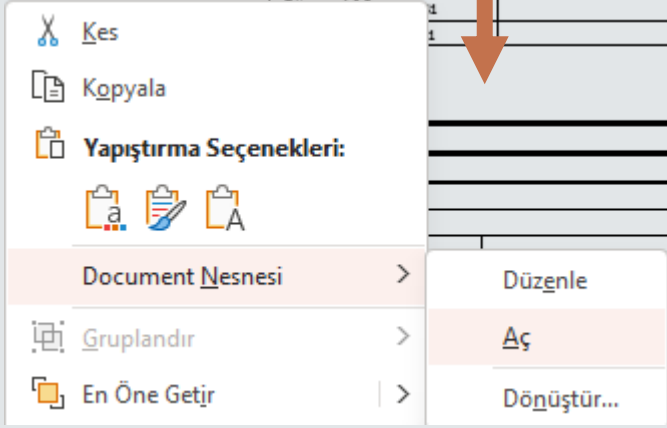 Kes
Kopyala
Yapıştırma Seçenekleri:
Document Nesnesi
Düzenle
Aç
Gruplandır
En Öne Getir
Dönüştür...